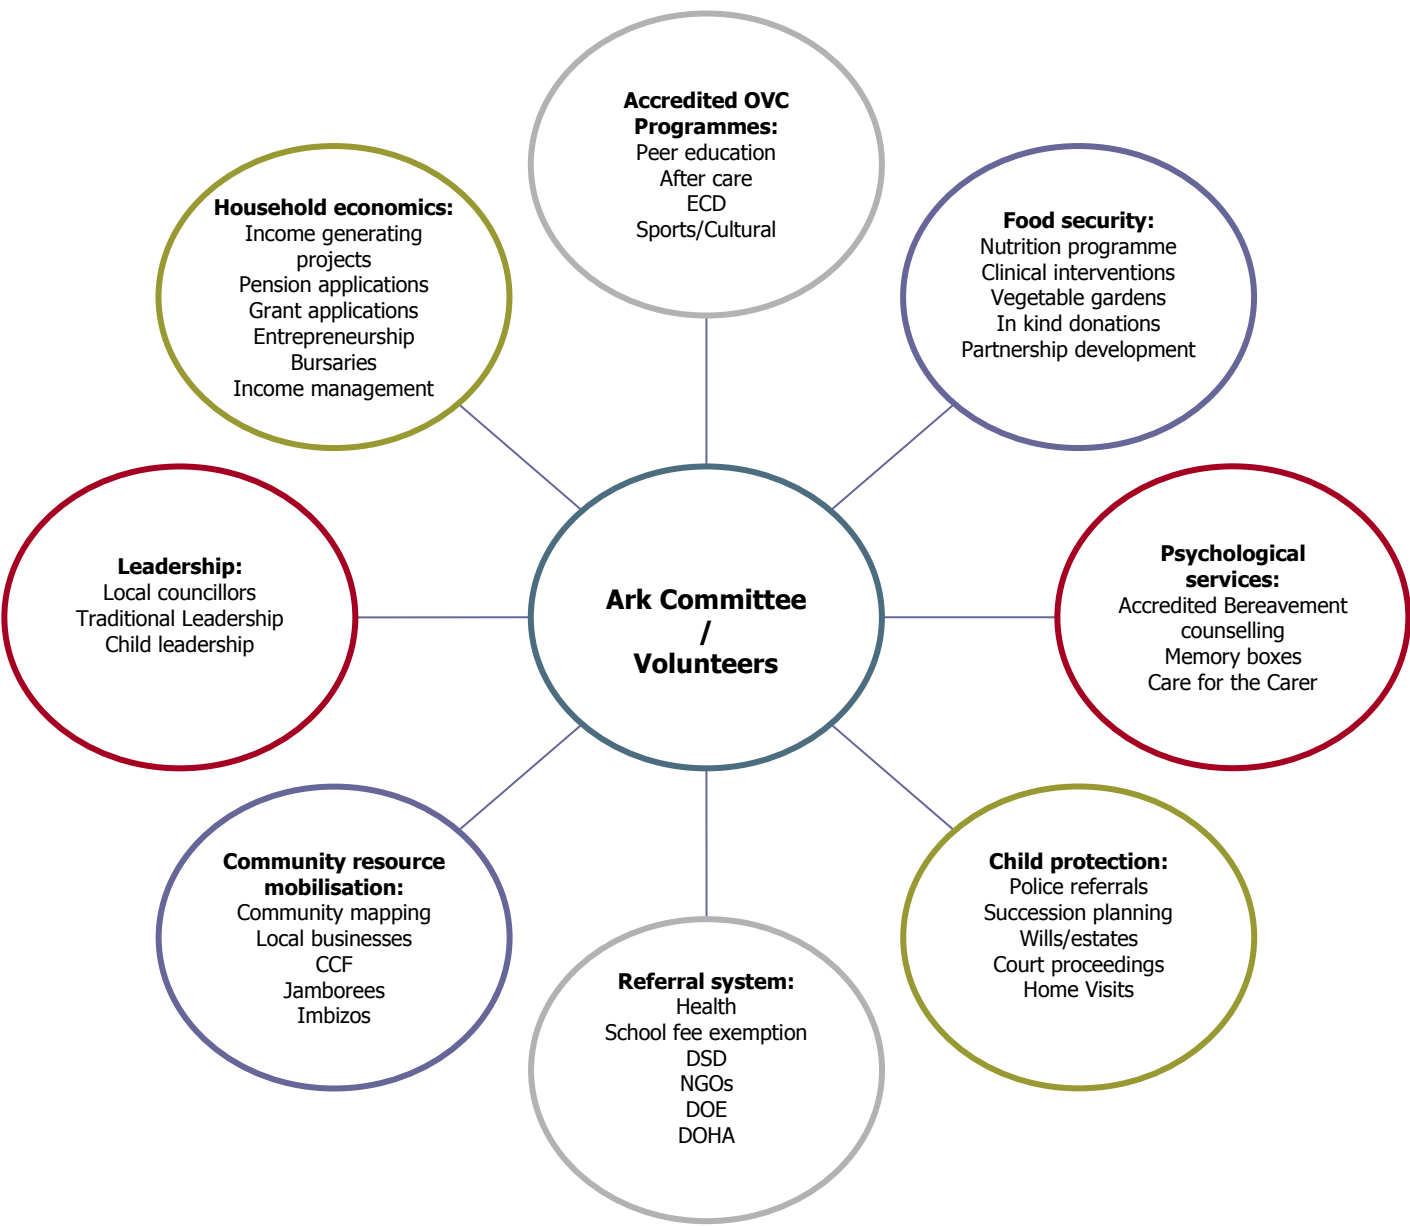 Accredited OVC
Programmes:
Peer education
After care
ECD
Sports/Cultural
Food security:
Nutrition programme
Clinical interventions
Vegetable gardens
In kind donations
Partnership development
Psychological
services:
Accredited Bereavement
counselling
Memory boxes
Care for the Carer
Child protection:
Police referrals
Succession planning
Wills/estates
Court proceedings
Home Visits
Referral system:
Health
School fee exemption
DSD
NGOs
DOE
DOHA
Community resource
mobilisation:
Community mapping
Local businesses
CCF
Jamborees
Imbizos
Leadership:
Local councillors
Traditional Leadership
Child leadership
Household economics:
Income generating
projects
Pension applications
Grant applications
Entrepreneurship
Bursaries
Income management
Ark Committee
/
Volunteers